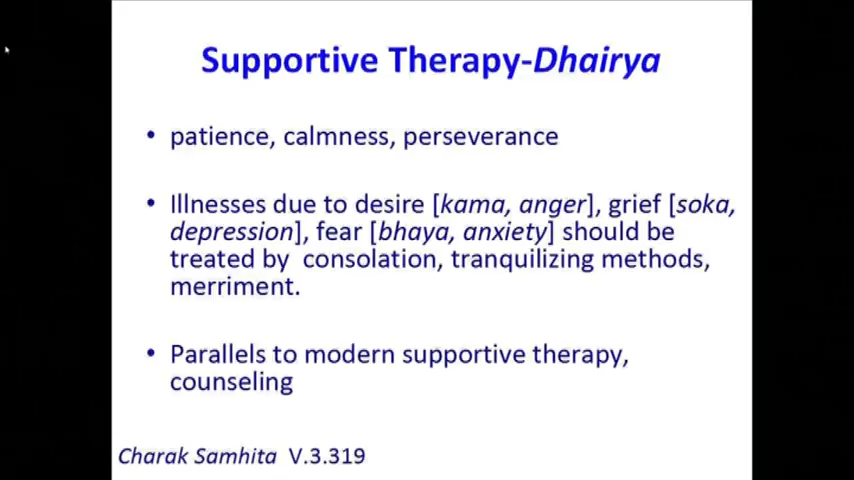 Supportive Therapy-Dhairya
• patience, calmness, perseverance
• Illnesses due to desire [kama, anger], grief [soka,
depression], fear [bhaya, anxiety] should be
treated by consolation, tranquilizing methods,
merriment.
• Parallels to modern supportive therapy,
counseling
Charak Samhita V.3.319